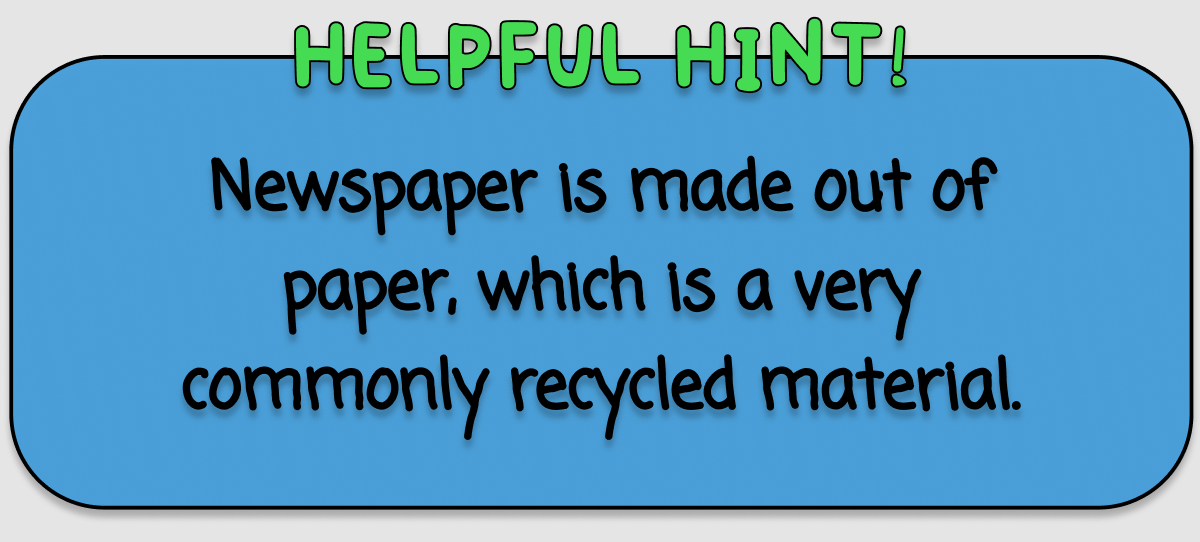 HELPFUL HINT!
Newspaper is made out of
paper, which is a very
commonly recycled material.